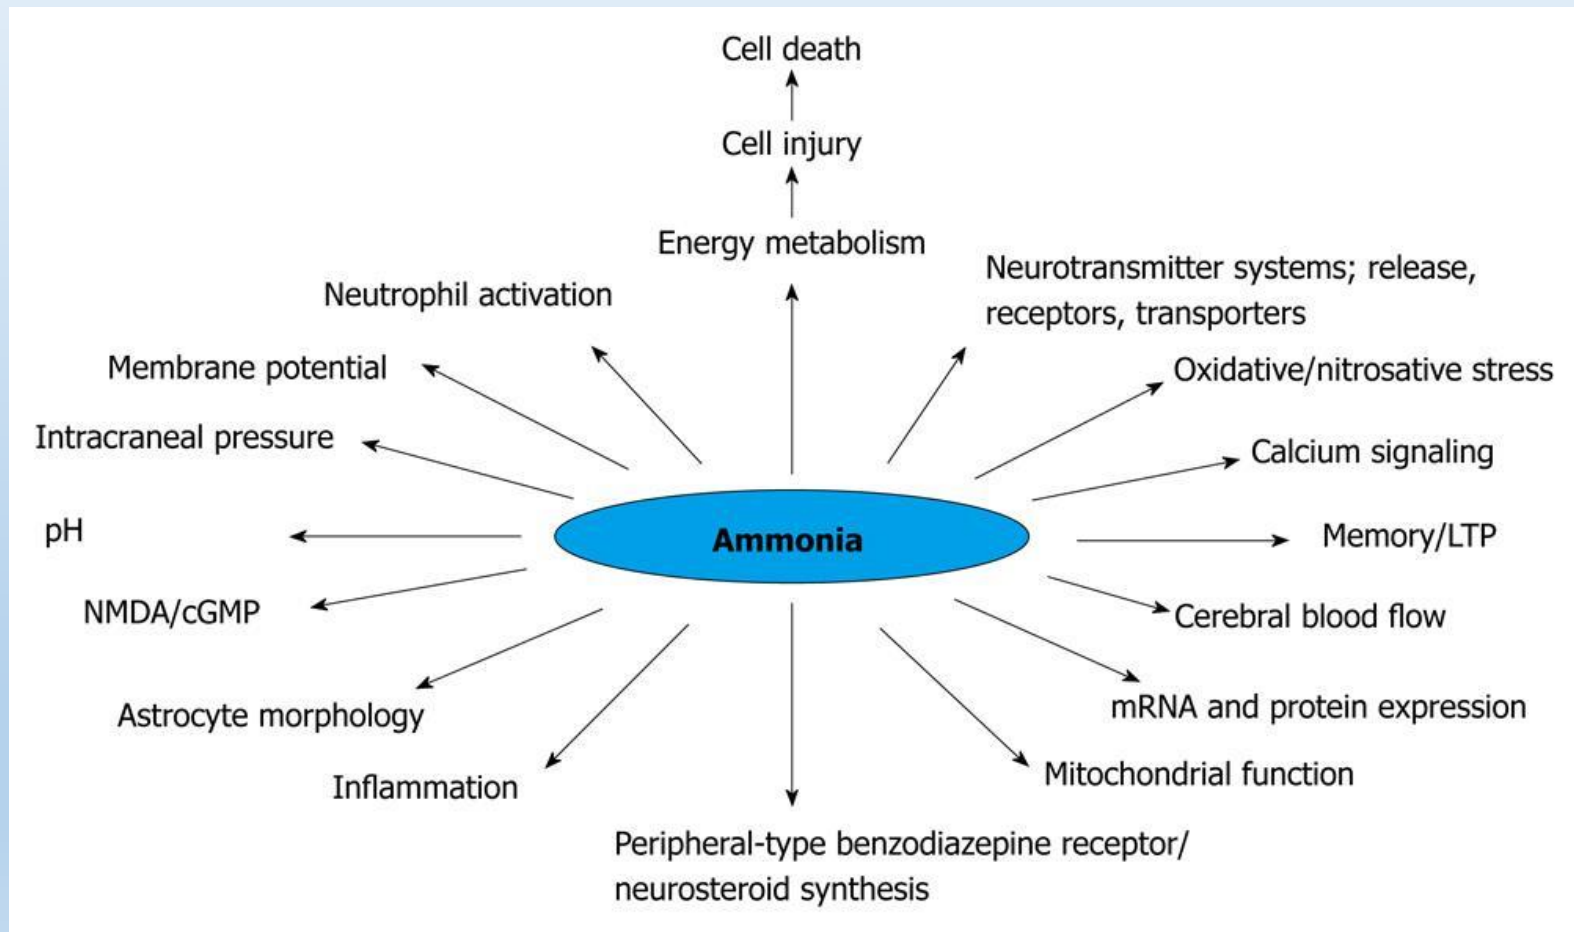 Cell death
Cell injury
Energy metabolism
Neurotransmitter systems; release,
receptors, transporters
Neutrophil activation
Membrane potential
Oxidative/nitrosative stress
Intracraneal pressure
Calcium signaling
pH
Ammonia
Memory/LTP
NMDA/cGMP
Cerebral blood flow
Astrocyte morphology
mRNA and protein expression
Inflammation
Mitochondrial function
Peripheral-type benzodiazepine receptor/
neurosteroid synthesis